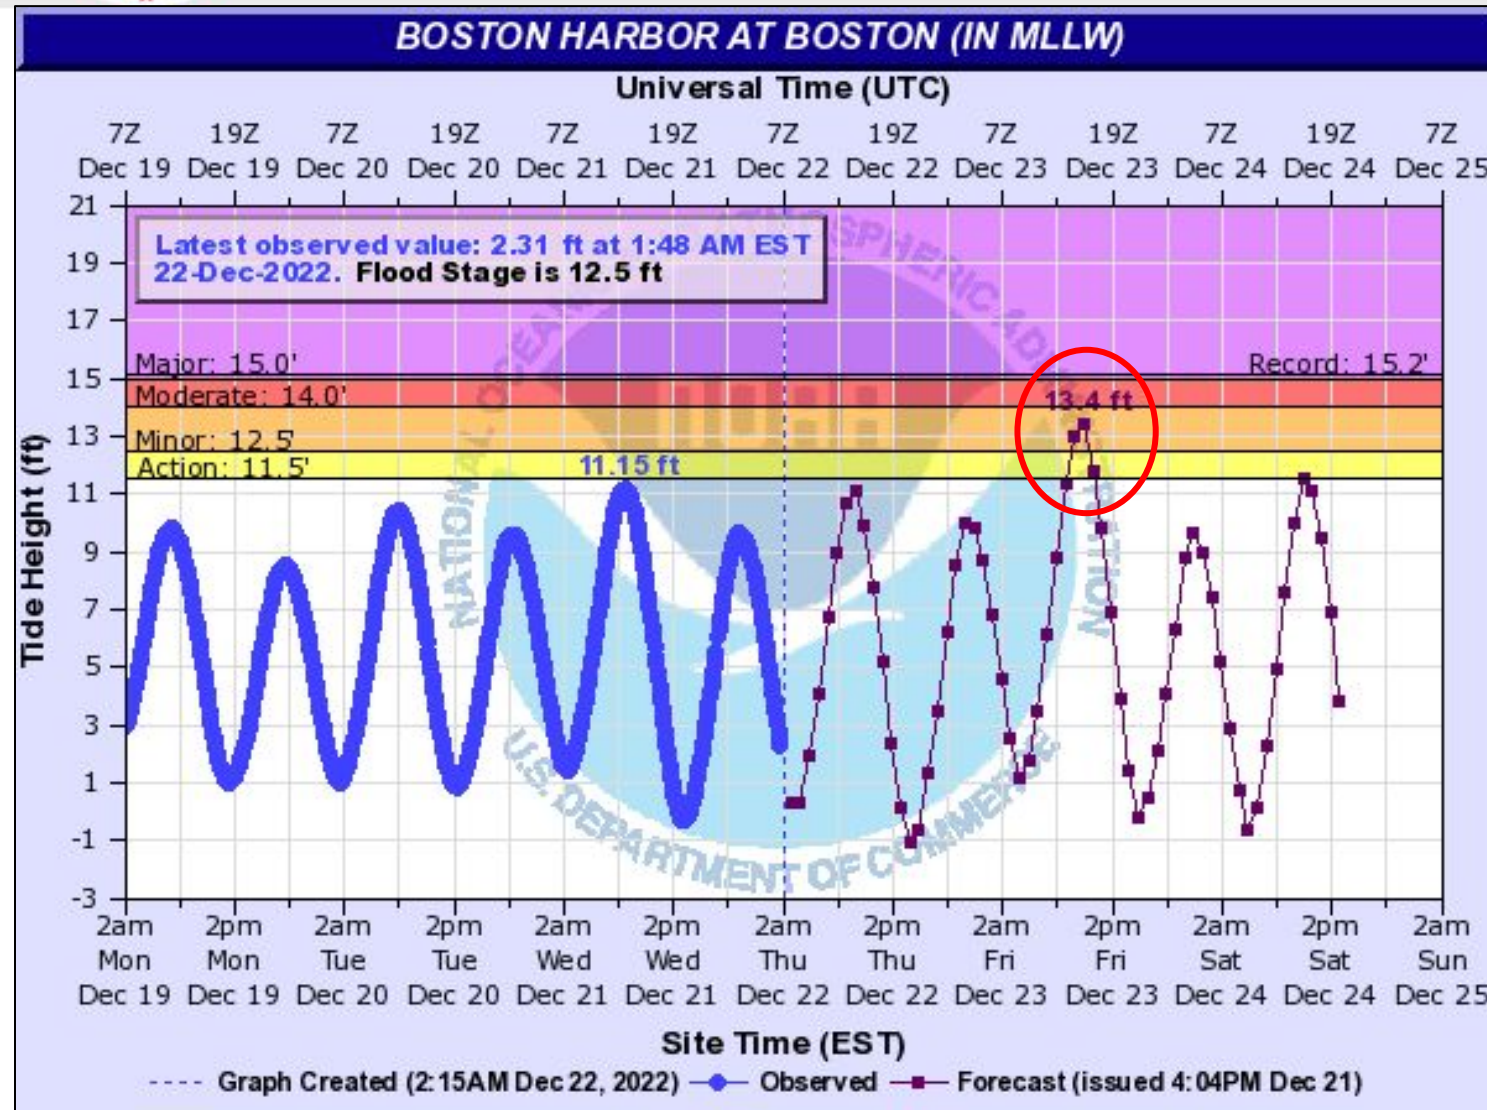 BOSTON HARBOR AT BOSTON (IN MLLW)
Universal Time (UTC)
7Z 19Z 7Z 19Z 7Z 19Z 7Z 19Z 7Z 19Z 7Z 19Z 7Z
Dec 19 Dec 19 Dec 20 Dec 20 Dec 21 Dec 21 Dec 22 Dec 22 Dec 23 Dec 23 Dec 24 Dec 24 Dec 25
21
Latest observed value: 2.31 ft at 1:48 AM EST
22-Dec-2022. Flood Stage is 12.5 ft
19
17
Major: 15.0' Record: 15.2'
15
Moderate: 14.0' 13.4 ft
13
Minor: 12.5'
Action: 11.5' 11.15 ft
11
9
7
5
3
1
-1
-3
Tide Height (ft)
NATIONAL
U.S. DEPARTMENT OF COMMERCE
2am 2pm 2am 2pm 2am 2pm 2am 2pm 2am 2pm 2am 2pm 2am
Mon Mon Tue Tue Wed Wed Thu Thu Fri Fri Sat Sat Sun
Dec 19 Dec 19 Dec 20 Dec 20 Dec 21 Dec 21 Dec 22 Dec 22 Dec 23 Dec 23 Dec 24 Dec 24 Dec 25
Site Time (EST)
Graph Created (2:15AM Dec 22, 2022) Observed Forecast (issued 4:04PM Dec 21)